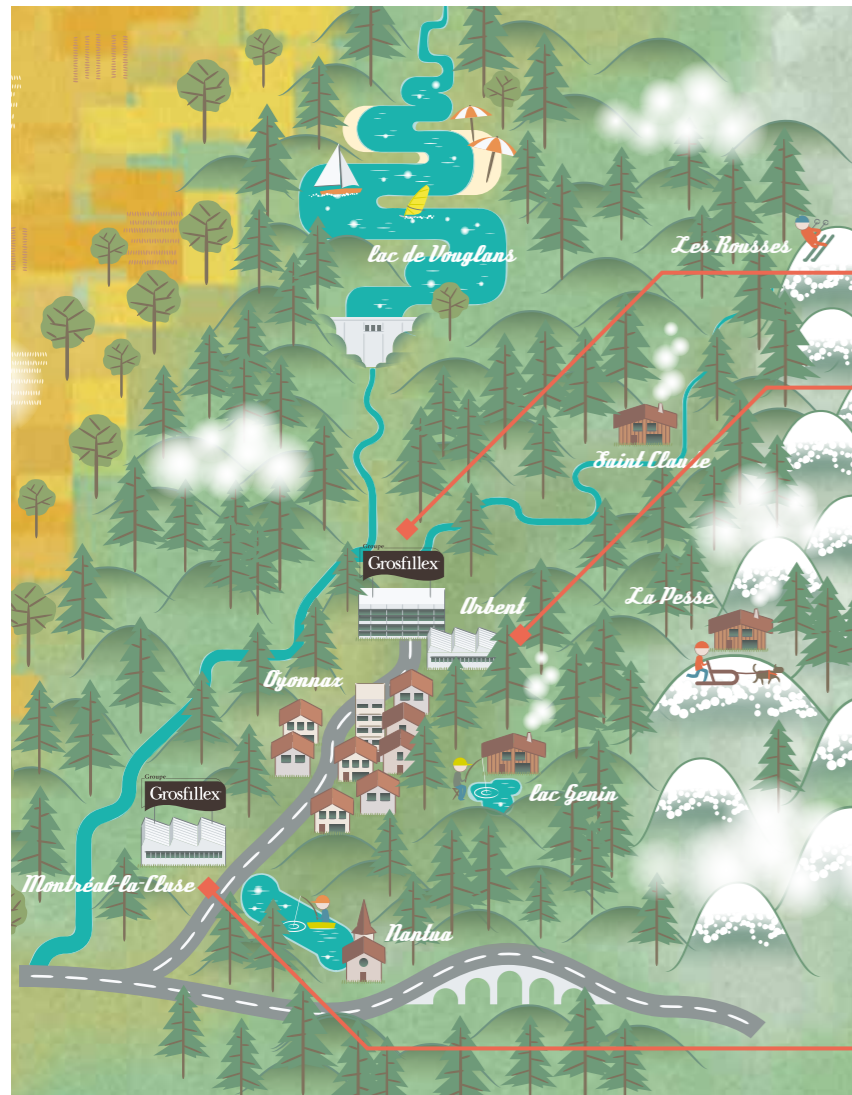 lac de Vouglans
Les Rousses
Saint Claude
Groupe
Grosfillex
Arbent
La Pesse
Oyonnax
Groupe
Grosfillex
lac Genin
Montréal-la-Cluse
Nantua